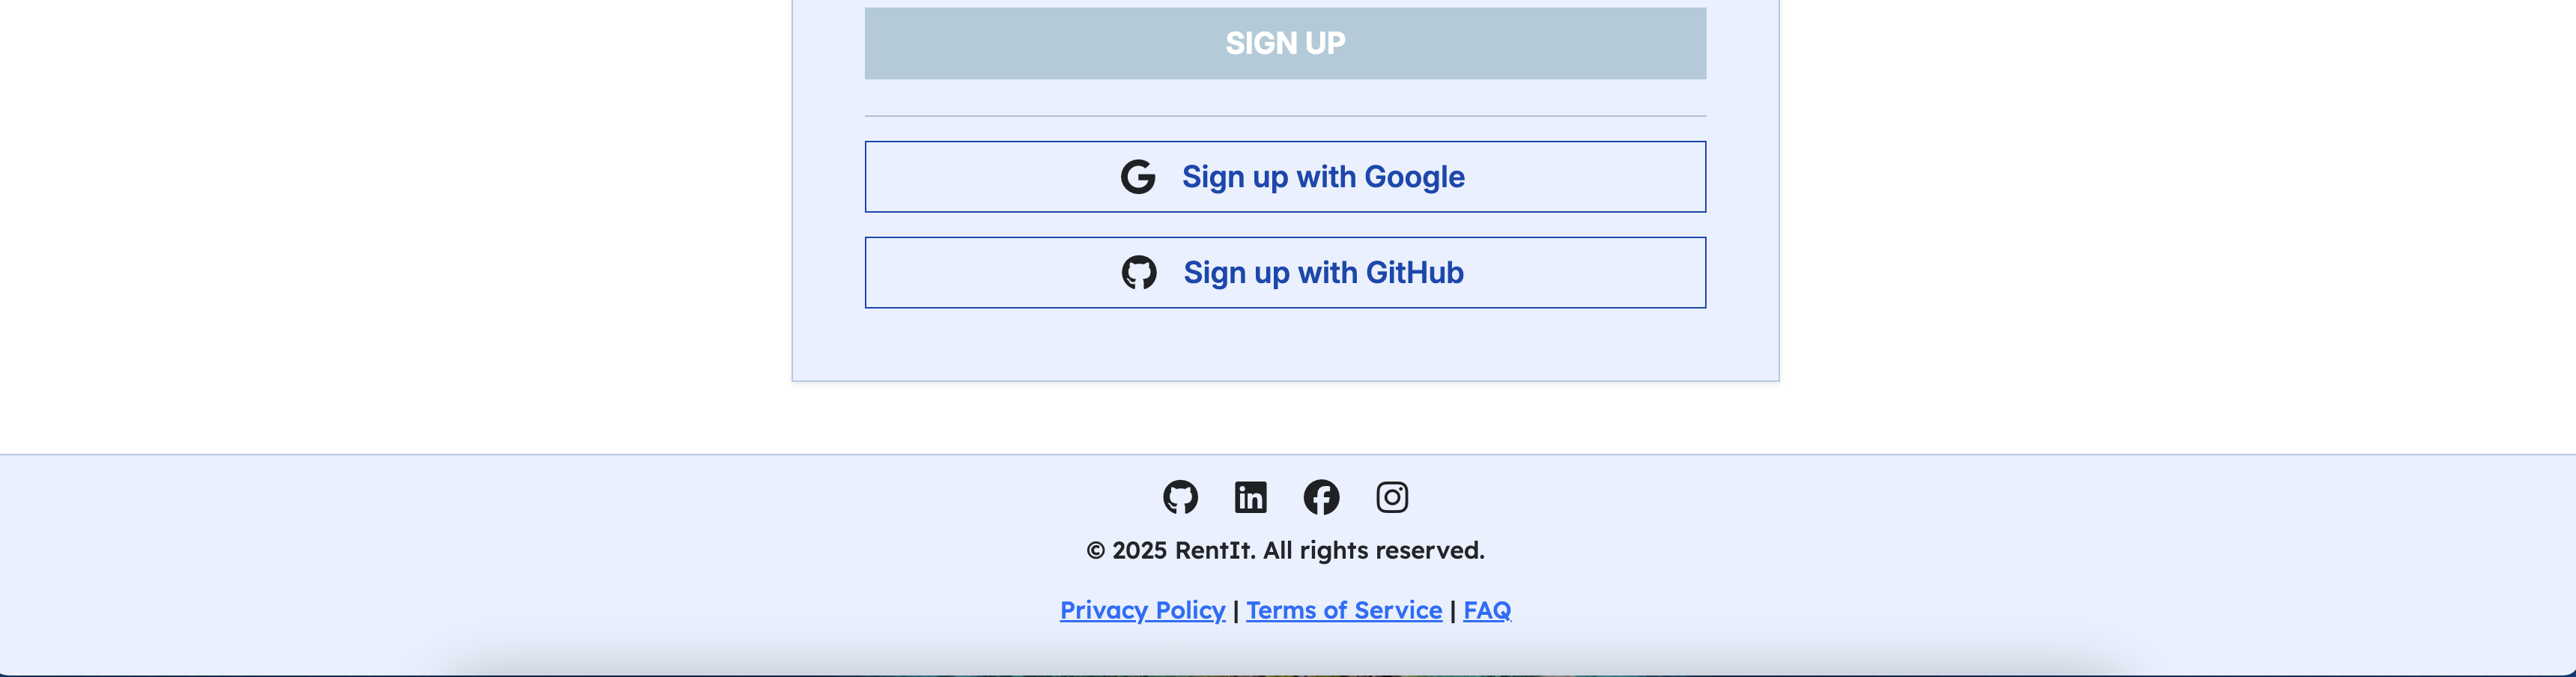 SIGN UP
Sign up with Google
Sign up with GitHub
© 2025 RentIt. All rights reserved.
Privacy Policy | Terms of Service | FAQ